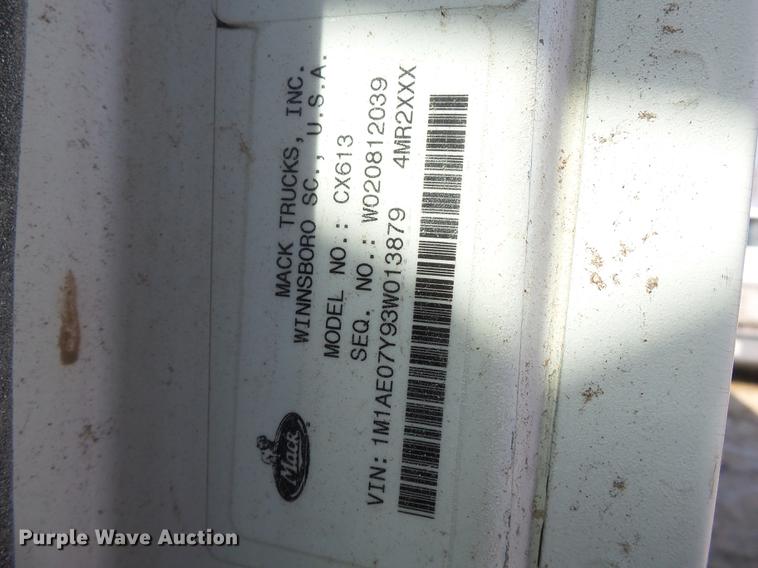 MACK TRUCKS, INC.
WINNSBORO SC., U.S.A.
MODEL NO.: CX613
SEQ. NO.: W020812039
VIN: 1M1AE07Y93W013879 4MR2XXX
Mack
Purple Wave Auction